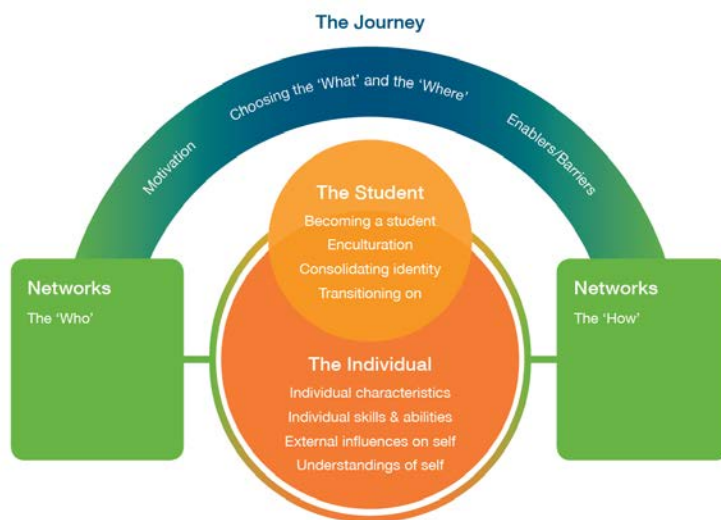 The Journey
Motivation
Choosing the ‘What’ and the ‘Where’
Enablers/Barriers
The Student
Becoming a student
Enculturation
Consolidating identity
Transitioning on
Networks
The ‘Who’
Networks
The ‘How’
The Individual
Individual characteristics
Individual skills & abilities
External influences on self
Understandings of self